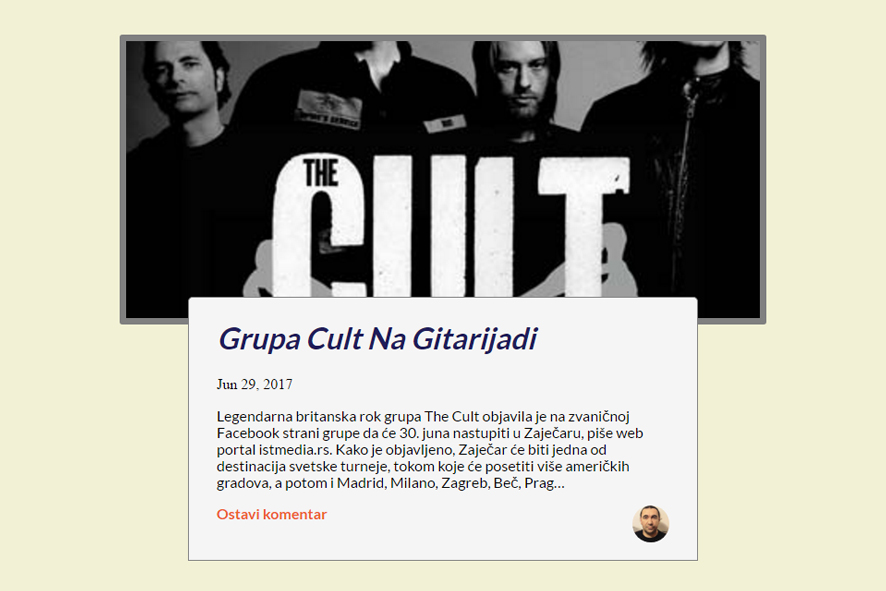 THE
CULT
Grupa Cult Na Gitarijadi
Jun 29, 2017
Legendarna britanska rok grupa The Cult objavila je na zvaničnoj
Facebook strani grupe da će 30. juna nastupiti u Zaječaru, piše web
portal istmedia.rs. Kako je objavljeno, Zaječar će biti jedna od
destinacija svetske turneje, tokom koje će posetiti više američkih
gradova, a potom i Madrid, Milano, Zagreb, Beč, Prag…
Ostavi komentar